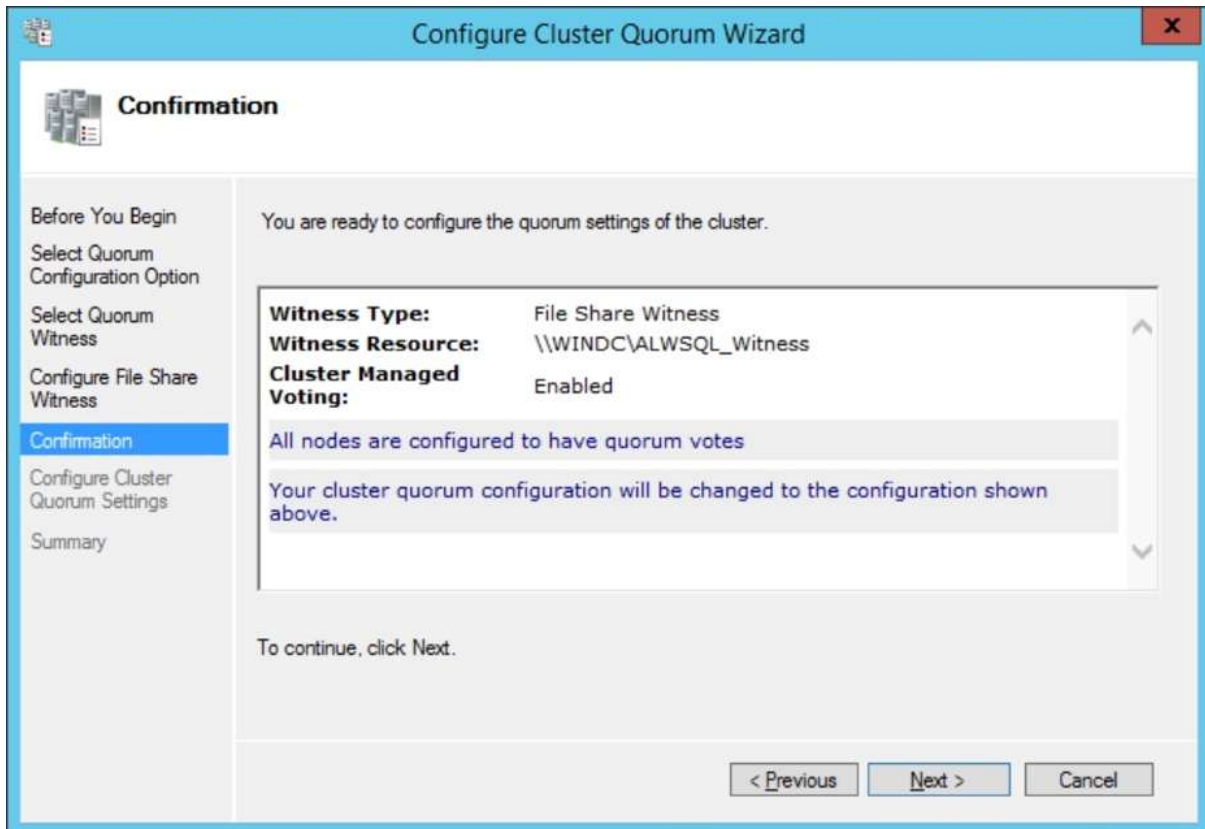 Configure Cluster Quorum Wizard
x
Confirmation
Before You Begin
Select Quorum
Configuration Option
Select Quorum
Witness
Configure File Share
Witness
Confirmation
Configure Cluster
Quorum Settings
Summary
You are ready to configure the quorum settings of the cluster.
Witness Type: File Share Witness
Witness Resource: \\WINDC\ALWSQL_Witness
Cluster Managed
Voting: Enabled
All nodes are configured to have quorum votes
Your cluster quorum configuration will be changed to the configuration shown
above.
To continue, click Next.
< Previous Next > Cancel